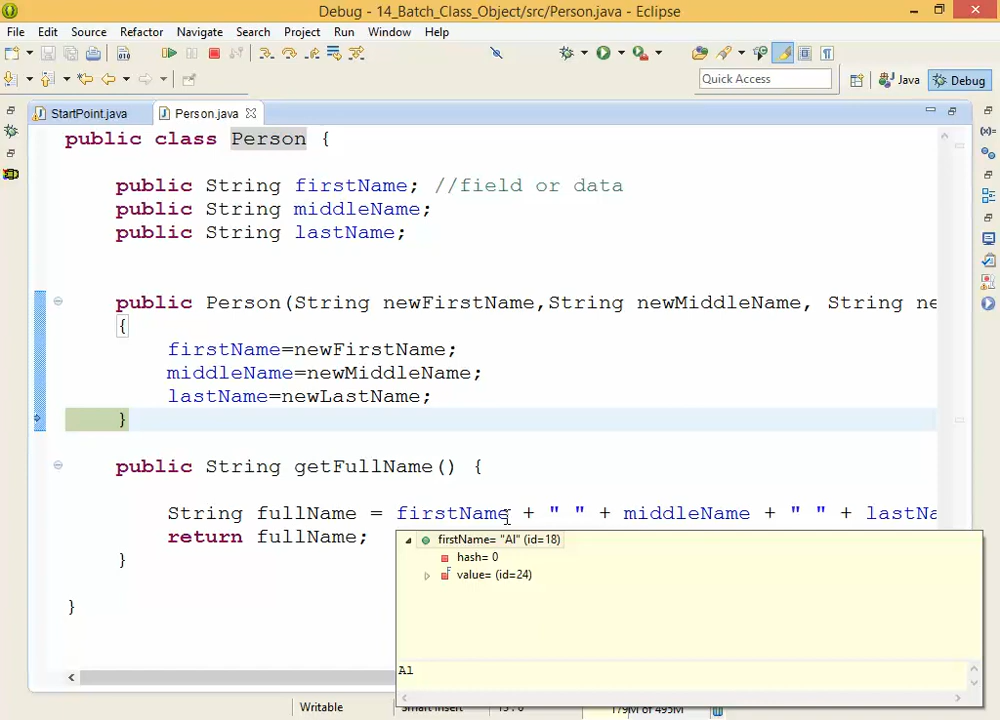 Debug - 14_Batch_Class_Object/src/Person.java - Eclipse
File Edit Source Refactor Navigate Search Project Run Window Help
Quick Access
Java
Debug
StartPoint.java
Person.java
public class Person {
public String firstName; //field or data
public String middleName;
public String lastName;
public Person(String newFirstName,String newMiddleName, String ne
{
firstName=newFirstName;
middleName=newMiddleName;
lastName=newLastName;
}
public String getFullName() {
String fullName = firstName + " " + middleName + " " + lastNa
return fullName;
}
}
firstName= "Al" (id=18)
hash= 0
value= (id=24)
Al
Writable
Smart Insert
179M of 495M